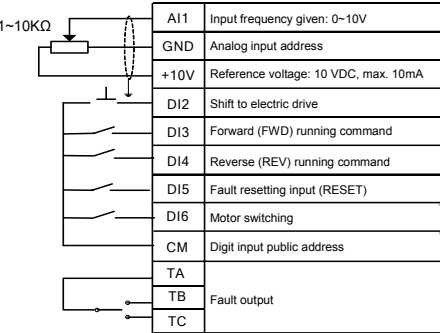 1~10KΩ
AI1 Input frequency given: 0~10V
GND Analog input address
+10V Reference voltage: 10 VDC, max. 10mA
DI2 Shift to electric drive
DI3 Forward (FWD) running command
DI4 Reverse (REV) running command
DI5 Fault resetting input (RESET)
DI6 Motor switching
CM Digit input public address
TA
TB Fault output
TC